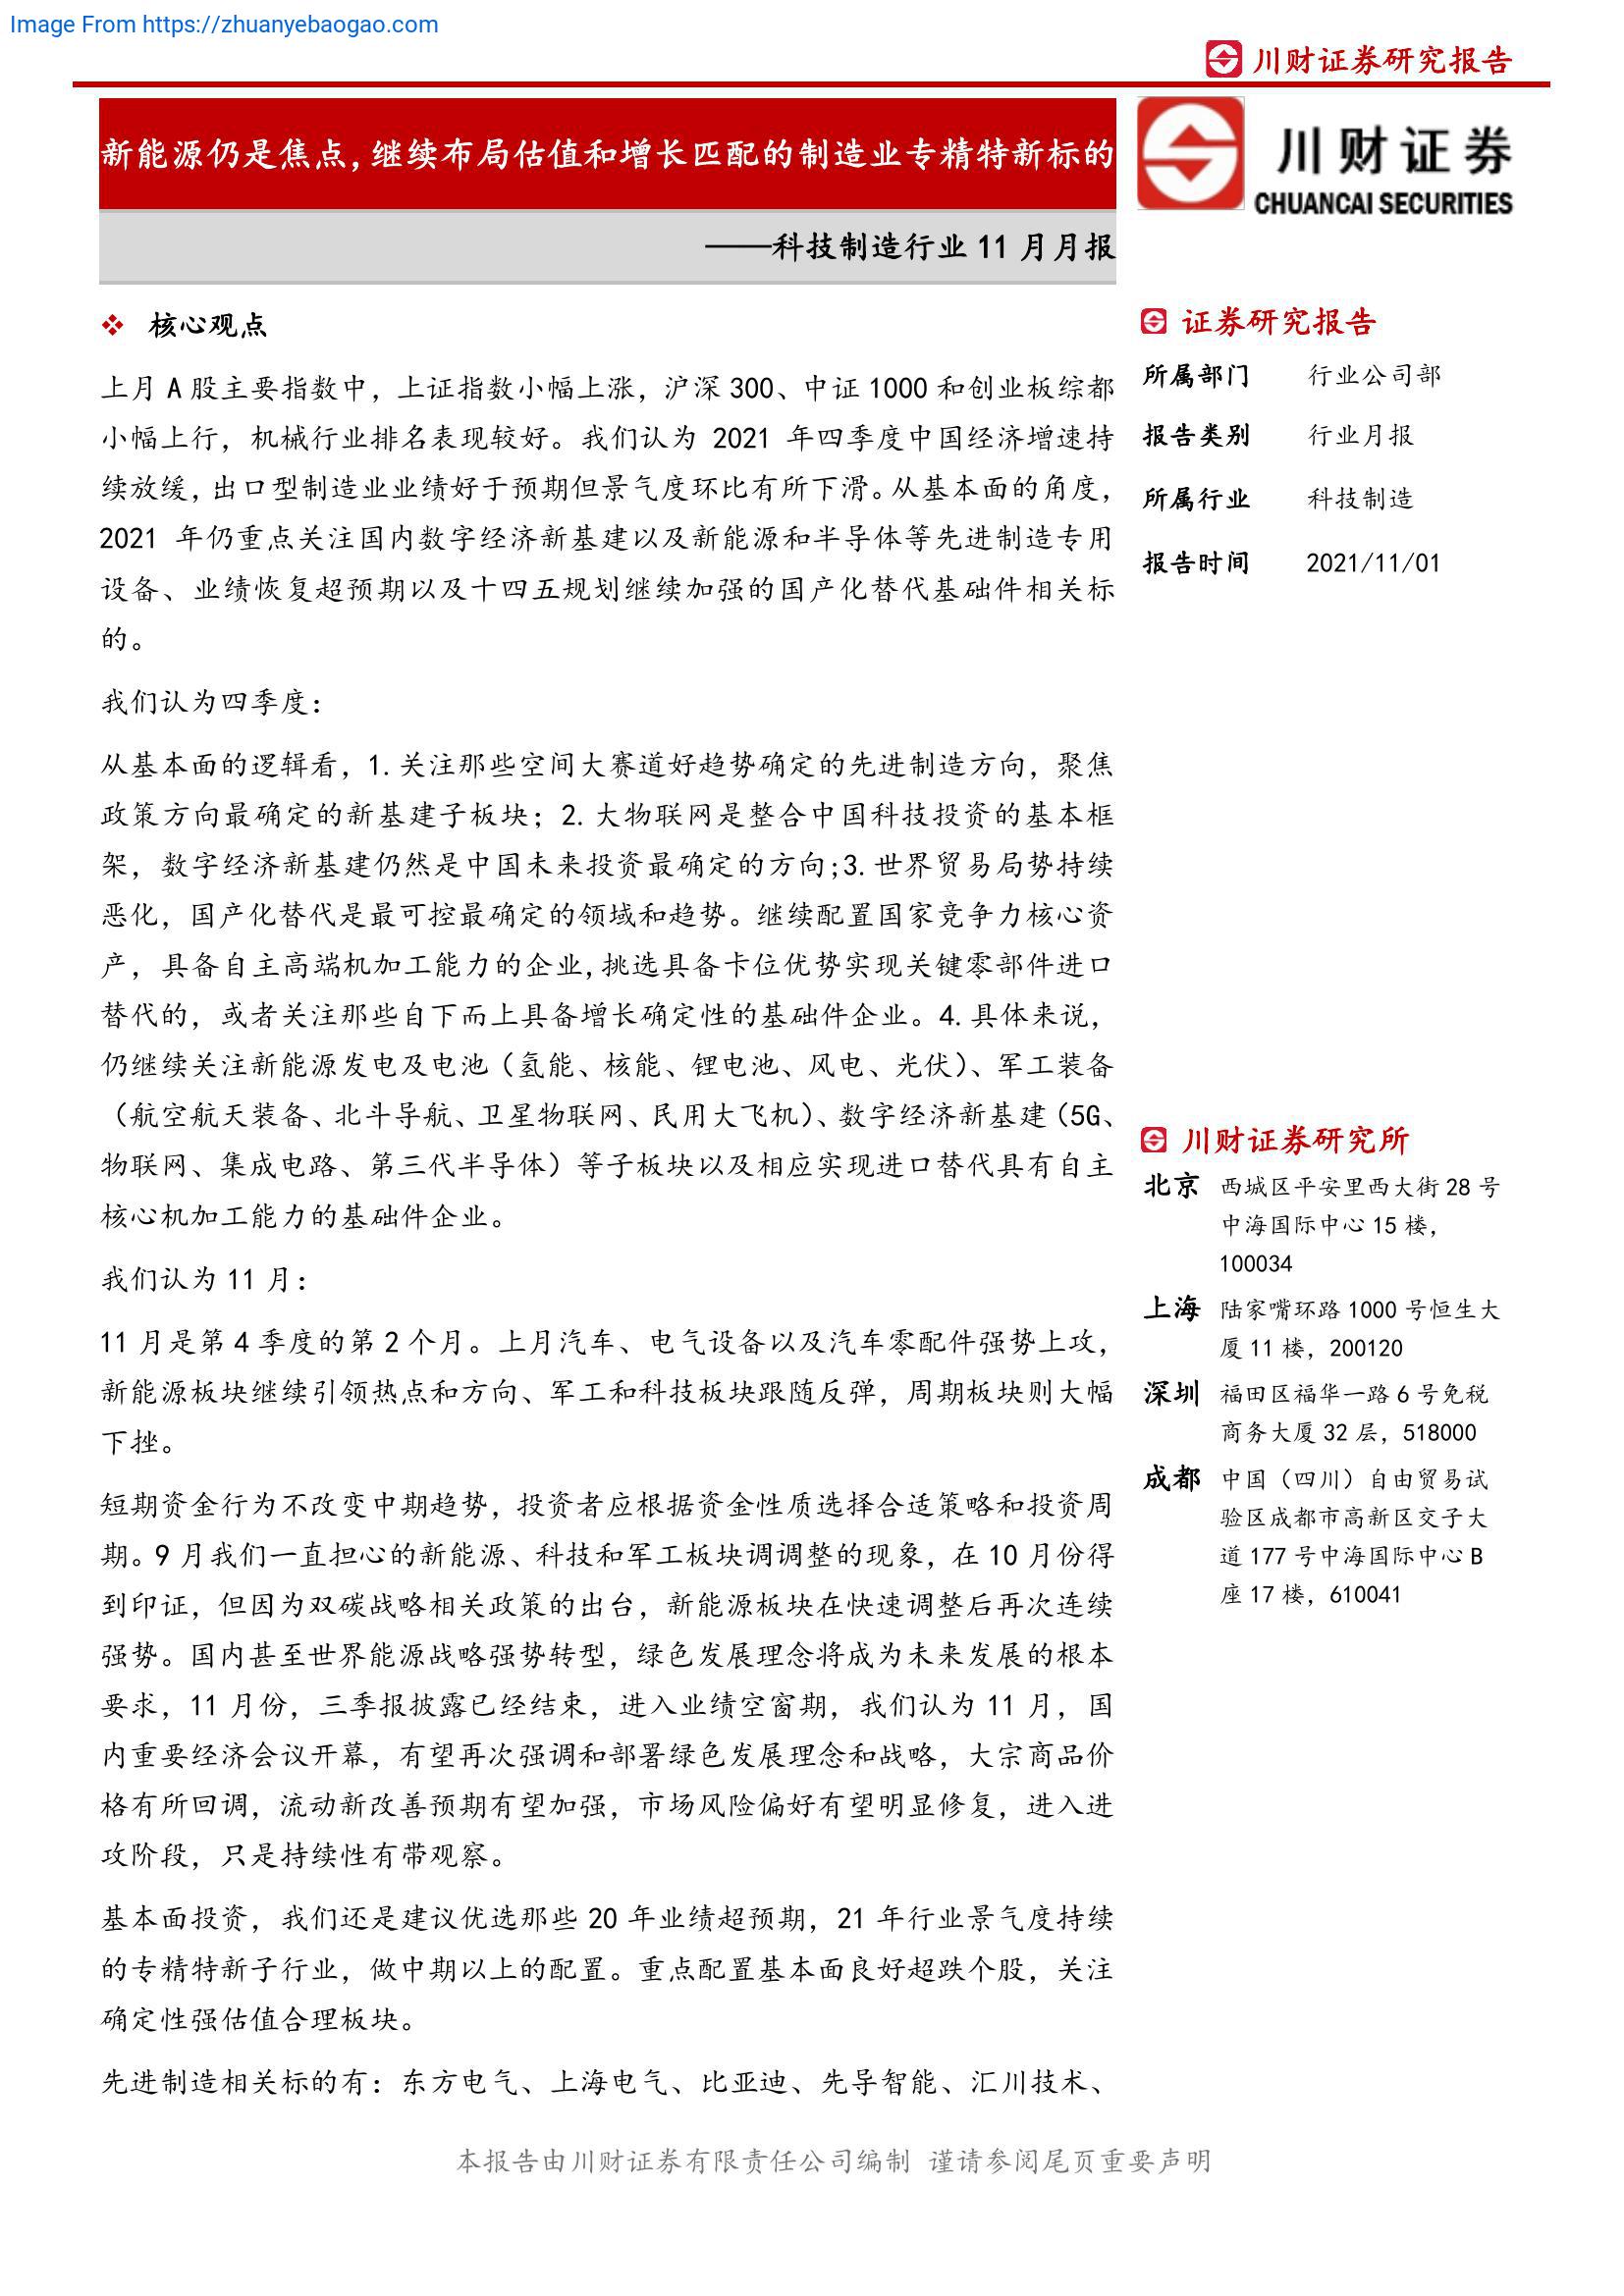 Image From https://zhuanyebaogao.com
川财证券研究报告
新能源仍是焦点,继续布局估值和增长匹配的制造业专精特新标的
川财证券
CHUANCAI SECURITIES
——科技制造行业 11 月月报
❖ 核心观点
上月 A 股主要指数中，上证指数小幅上涨，沪深 300、中证 1000 和创业板综都
小幅上行，机械行业排名表现较好。我们认为 2021 年四季度中国经济增速持
续放缓,出口型制造业业绩好于预期但景气度环比有所下滑。从基本面的角度，
2021 年仍重点关注国内数字经济新基建以及新能源和半导体等先进制造专用
设备、业绩恢复超预期以及十四五规划继续加强的国产化替代基础件相关标
的。
我们认为四季度：
从基本面的逻辑看，1.关注那些空间大赛道好趋势确定的先进制造方向，聚焦
政策方向最确定的新基建子板块；2.大物联网是整合中国科技投资的基本框
架，数字经济新基建仍然是中国未来投资最确定的方向;3.世界贸易局势持续
恶化，国产化替代是最可控最确定的领域和趋势。继续配置国家竞争力核心资
产，具备自主高端机加工能力的企业,挑选具备卡位优势实现关键零部件进口
替代的，或者关注那些自下而上具备增长确定性的基础件企业。4.具体来说，
仍继续关注新能源发电及电池（氢能、核能、锂电池、风电、光伏）、军工装备
（航空航天装备、北斗导航、卫星物联网、民用大飞机）、数字经济新基建（5G、
物联网、集成电路、第三代半导体）等子板块以及相应实现进口替代具有自主
核心机加工能力的基础件企业。
我们认为 11 月：
11 月是第 4 季度的第 2 个月。上月汽车、电气设备以及汽车零配件强势上攻，
新能源板块继续引领热点和方向、军工和科技板块跟随反弹，周期板块则大幅
下挫。
短期资金行为不改变中期趋势，投资者应根据资金性质选择合适策略和投资周
期。9 月我们一直担心的新能源、科技和军工板块调调整的现象，在 10 月份得
到印证，但因为双碳战略相关政策的出台，新能源板块在快速调整后再次连续
强势。国内甚至世界能源战略强势转型，绿色发展理念将成为未来发展的根本
要求，11 月份，三季报披露已经结束，进入业绩空窗期，我们认为 11 月，国
内重要经济会议开幕，有望再次强调和部署绿色发展理念和战略，大宗商品价
格有所回调，流动新改善预期有望加强，市场风险偏好有望明显修复，进入进
攻阶段，只是持续性有带观察。
基本面投资，我们还是建议优选那些 20 年业绩超预期，21 年行业景气度持续
的专精特新子行业，做中期以上的配置。重点配置基本面良好超跌个股，关注
确定性强估值合理板块。
先进制造相关标的有：东方电气、上海电气、比亚迪、先导智能、汇川技术、
证券研究报告
所属部门 行业公司部
报告类别 行业月报
所属行业 科技制造
报告时间 2021/11/01
川财证券研究所
北京 西城区平安里西大街 28 号
中海国际中心 15 楼，
100034
上海 陆家嘴环路 1000 号恒生大
厦 11 楼，200120
深圳 福田区福华一路 6 号免税
商务大厦 32 层，518000
成都 中国（四川）自由贸易试
验区成都市高新区交子大
道 177 号中海国际中心 B
座 17 楼，610041
本报告由川财证券有限责任公司编制 谨请参阅尾页重要声明